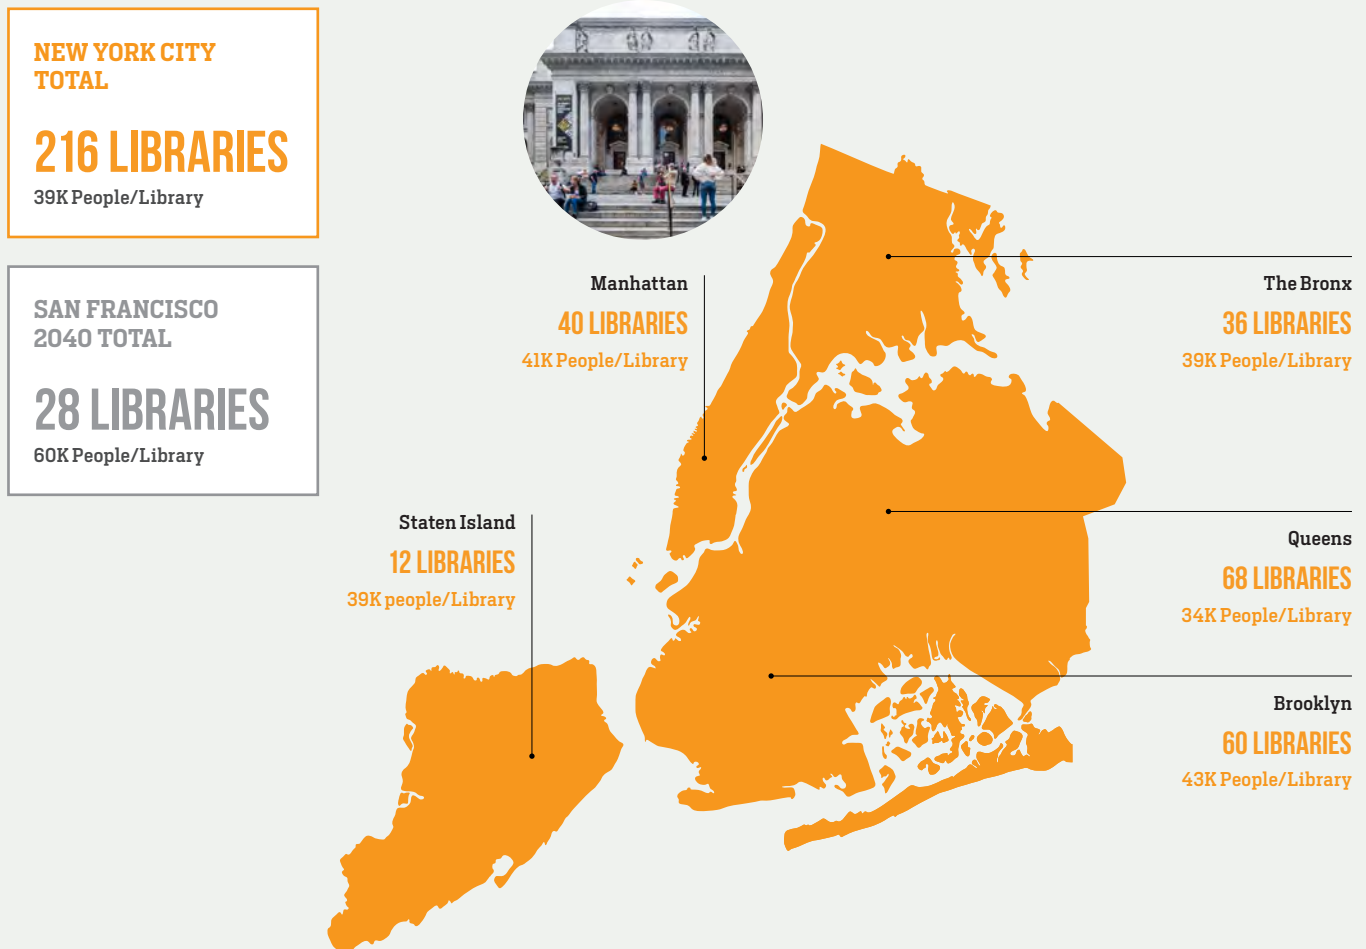 NEW YORK CITY
TOTAL
216 LIBRARIES
39K People/Library
SAN FRANCISCO
2040 TOTAL
28 LIBRARIES
60K People/Library
Manhattan
40 LIBRARIES
41K People/Library
The Bronx
36 LIBRARIES
39K People/Library
Staten Island
12 LIBRARIES
39K people/Library
Queens
68 LIBRARIES
34K People/Library
Brooklyn
60 LIBRARIES
43K People/Library